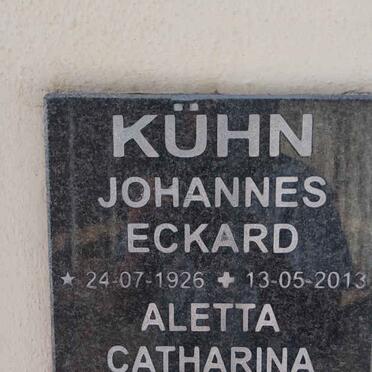 KÜHN
JOHANNES
ECKARD
★ 24-07-1926 ✚ 13-05-2013
ALETTA
CATHARINA